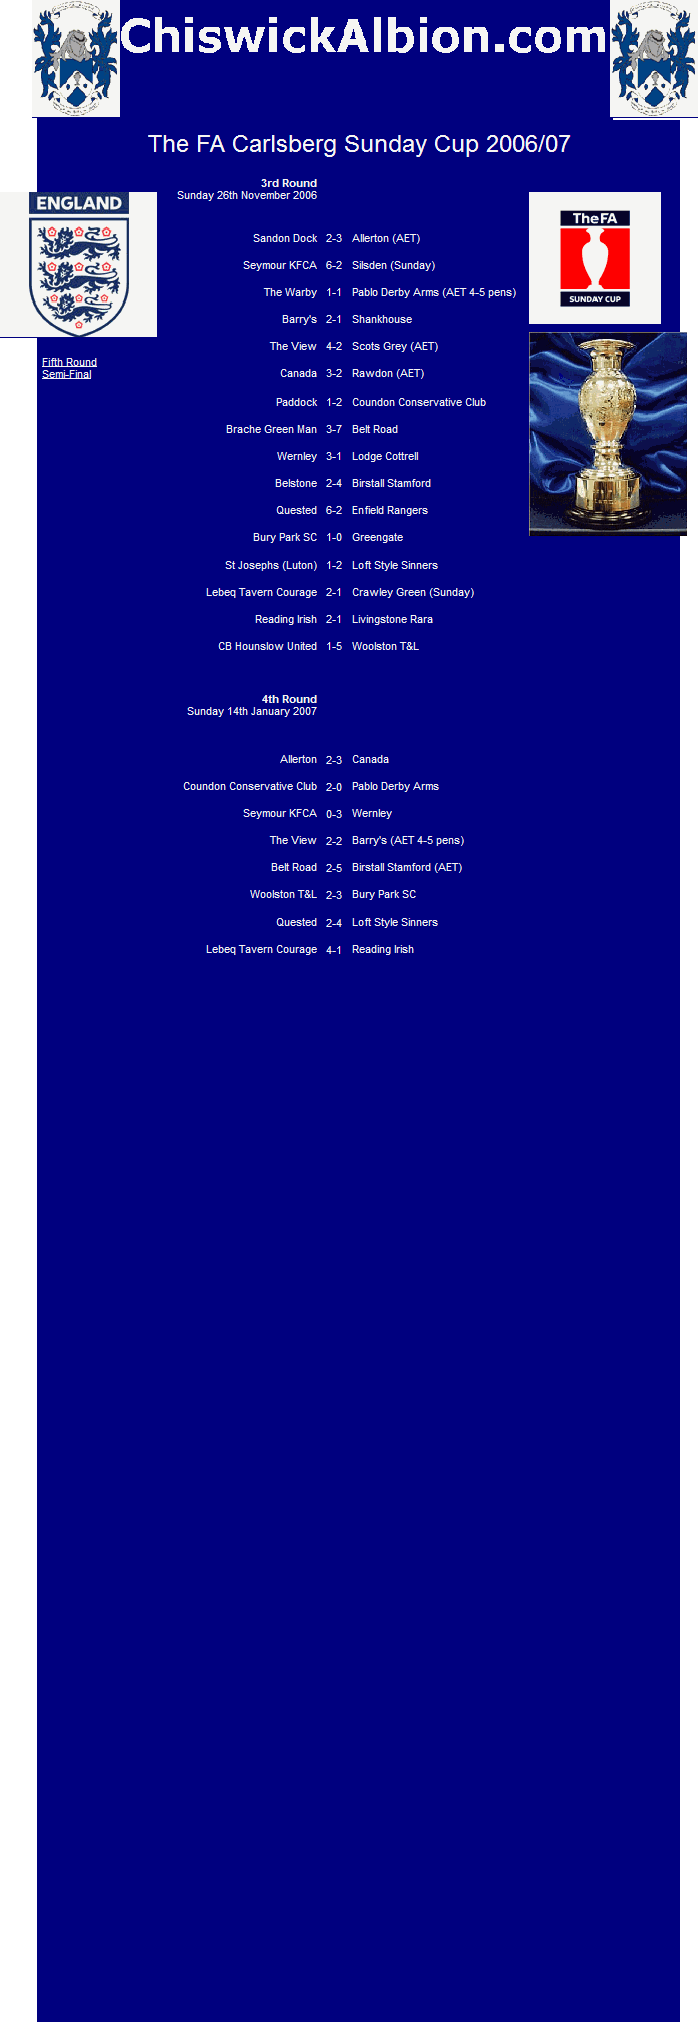 ChiswickAlbion.com
The FA Carlsberg Sunday Cup 2006/07
3rd Round
Sunday 26th November 2006
ENGLAND
TheFA
SUNDAY CUP
Fifth Round
Semi-Final
Sandon Dock 2-3 Allerton (AET)
Seymour KFCA 6-2 Silsden (Sunday)
The Warby 1-1 Pablo Derby Arms (AET 4-5 pens)
Barry's 2-1 Shankhouse
The View 4-2 Scots Grey (AET)
Canada 3-2 Rawdon (AET)
Paddock 1-2 Coundon Conservative Club
Brache Green Man 3-7 Belt Road
Wernley 3-1 Lodge Cottrell
Belstone 2-4 Birstall Stamford
Quested 6-2 Enfield Rangers
Bury Park SC 1-0 Greengate
St Josephs (Luton) 1-2 Loft Style Sinners
Lebeq Tavern Courage 2-1 Crawley Green (Sunday)
Reading Irish 2-1 Livingstone Rara
CB Hounslow United 1-5 Woolston T&L
4th Round
Sunday 14th January 2007
Allerton 2-3 Canada
Coundon Conservative Club 2-0 Pablo Derby Arms
Seymour KFCA 0-3 Wernley
The View 2-2 Barry's (AET 4-5 pens)
Belt Road 2-5 Birstall Stamford (AET)
Woolston T&L 2-3 Bury Park SC
Quested 2-4 Loft Style Sinners
Lebeq Tavern Courage 4-1 Reading Irish